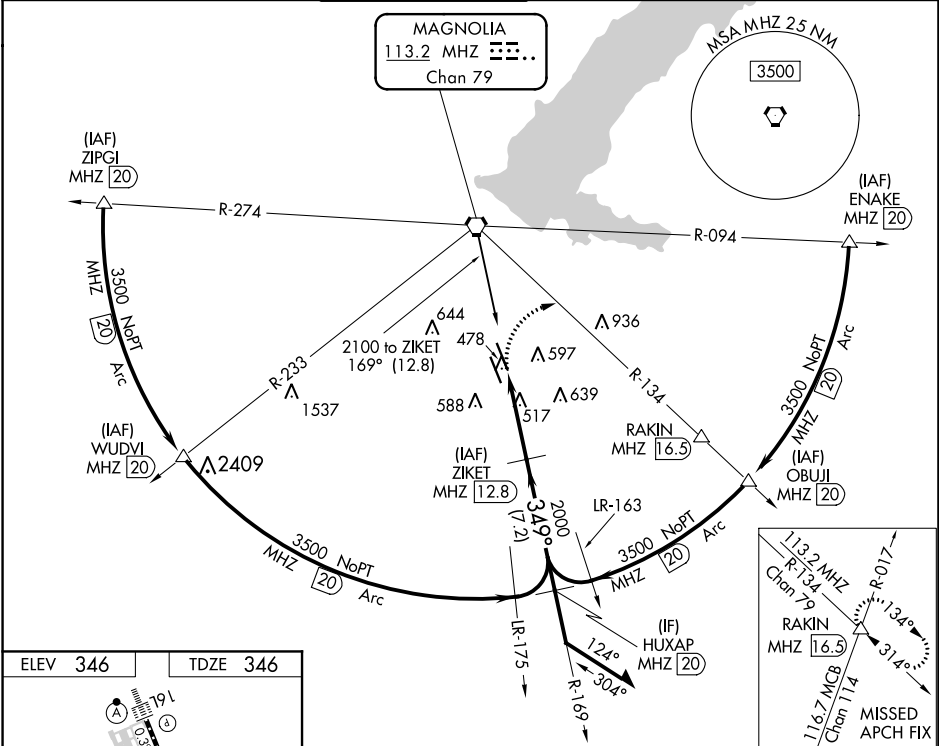 MAGNOLIA
113.2 MHZ
Chan 79
MSA MHZ 25 NM
3500
(IAF)
ZIPGI
MHZ 20
(IAF)
ENAKE
MHZ 20
R-274
R-094
3500 NoPT
MHZ 20 Arc
3500 NoPT
MHZ 20 Arc
R-233
2100 to ZIKET
169° (12.8)
644
478
936
597
R-134
1537
588
517
639
(IAF)
WUDVI
MHZ 20
2409
RAKIN
MHZ 16.5
(IAF)
OBUJI
MHZ 20
(IAF)
ZIKET
MHZ 12.8
349°
2000
(7.2)
LR-163
3500 NoPT
MHZ 20 Arc
3500 NoPT
MHZ 20 Arc
LR-175
R-169
124°
304°
(IF)
HUXAP
MHZ 20
113.2 MHZ
R-134
Chan 79
R-017
134°
314°
RAKIN
MHZ 16.5
116.7 MCB
Chan 114
MISSED
APCH FIX
ELEV 346
TDZE 346
16L
A
P